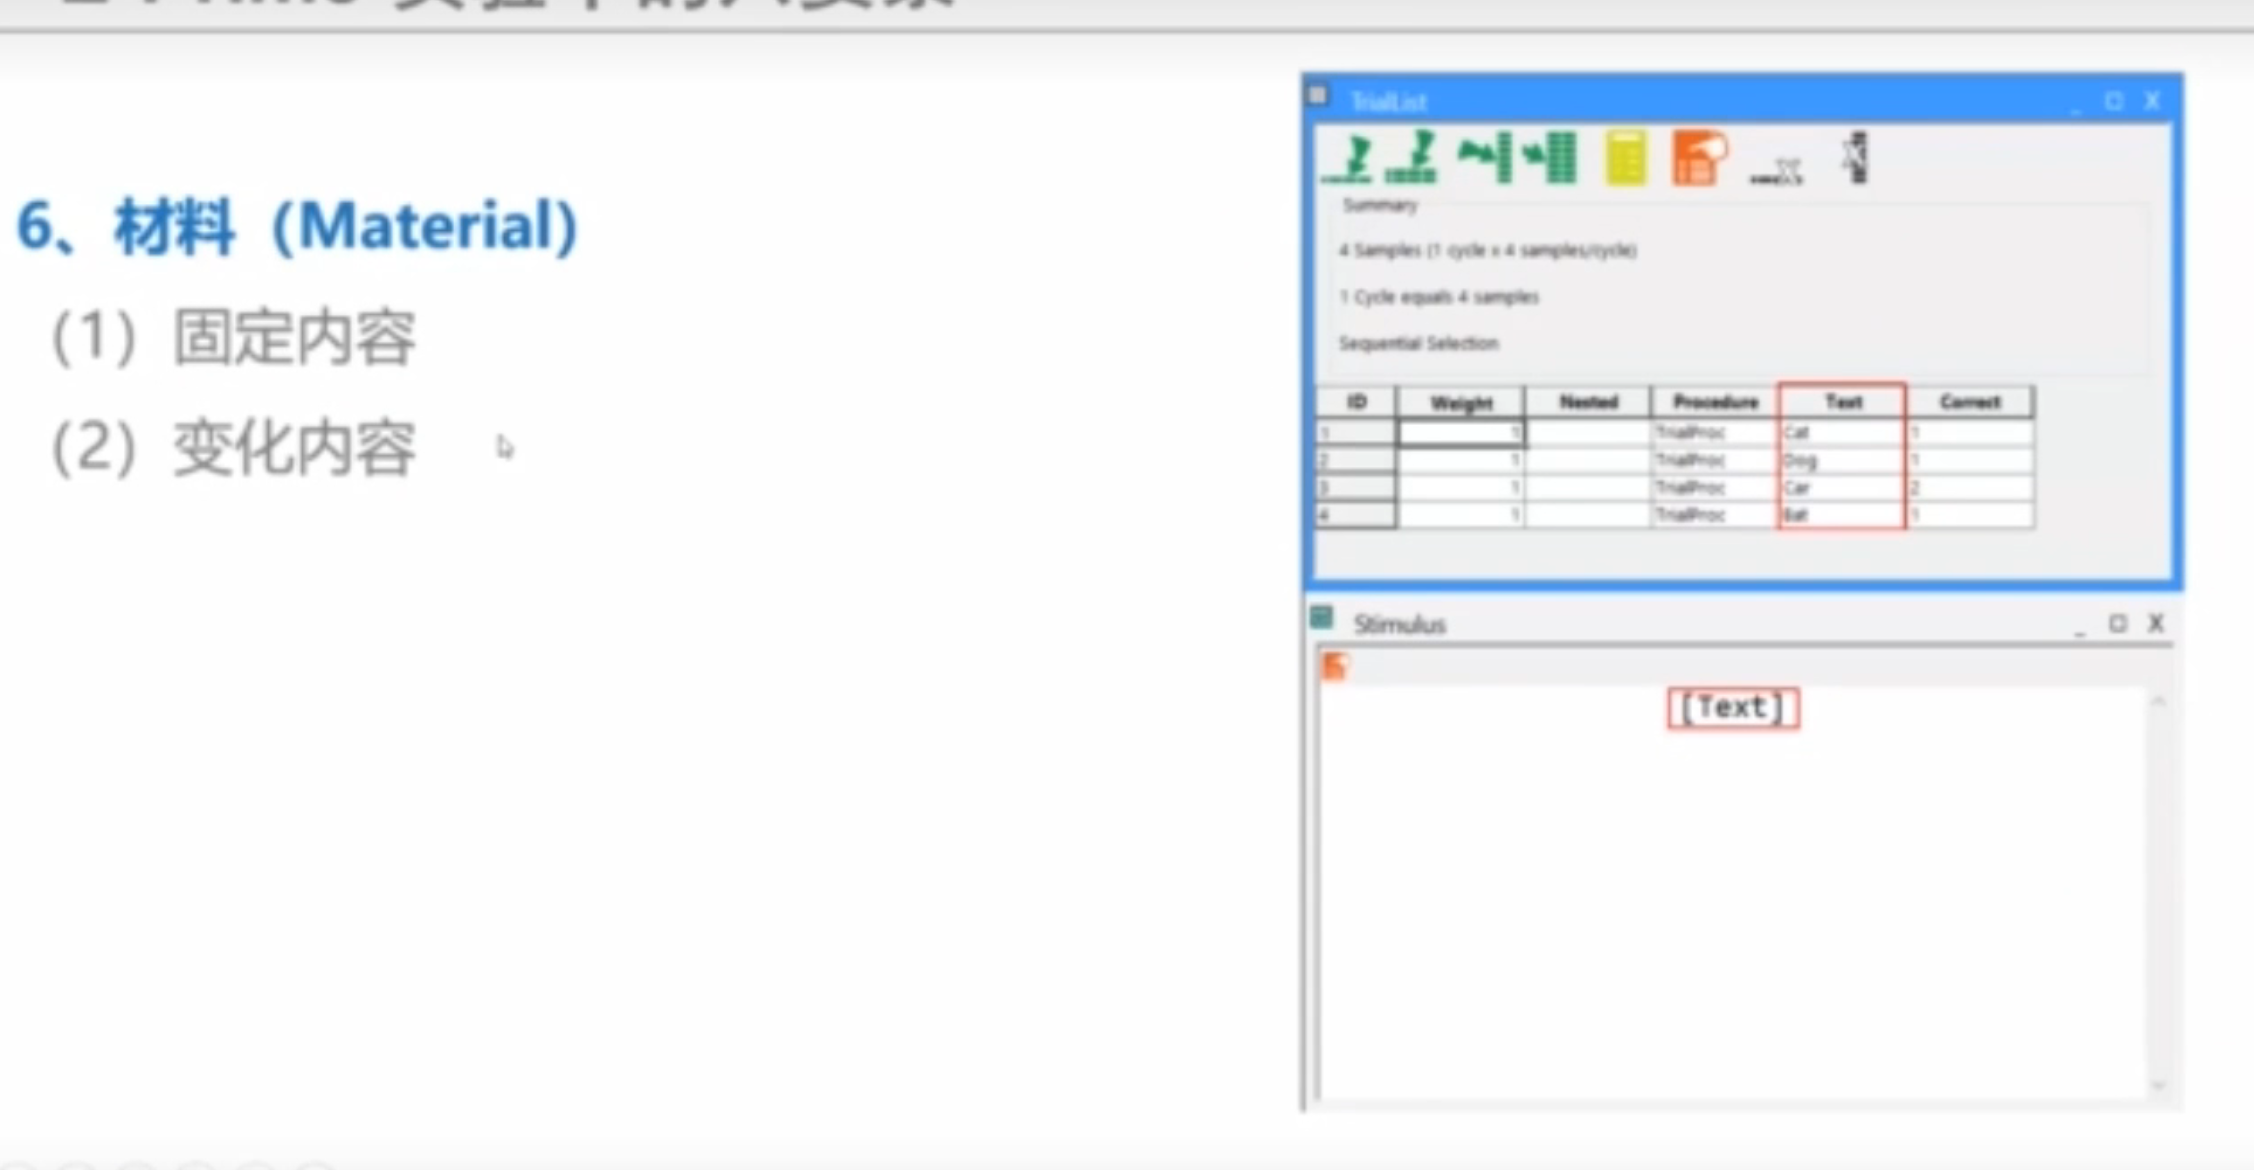 6、材料（Material）
（1）固定内容
（2）变化内容
TrialList
Summary
4 Samples (1 cycle x 4 samples/cycle)
1 Cycle equals 4 samples
Sequential Selection
ID Weight Nested Procedure Text Correct
1 1 TrialProc Cat 1
2 1 TrialProc Dog 1
3 1 TrialProc Car 2
4 1 TrialProc Bat 1
Stimulus
[Text]